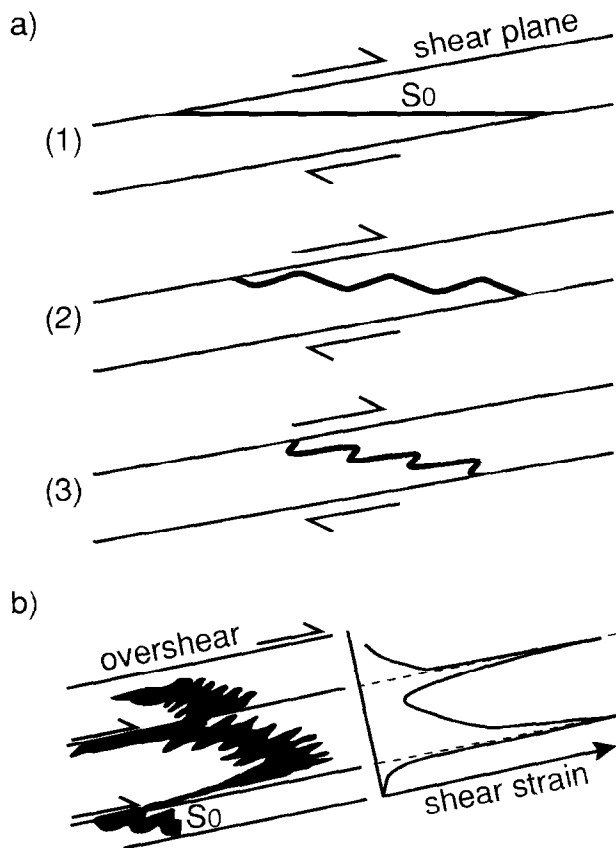 a)
shear plane
S0
(1)
(2)
(3)
b)
overshear
S0
shear strain